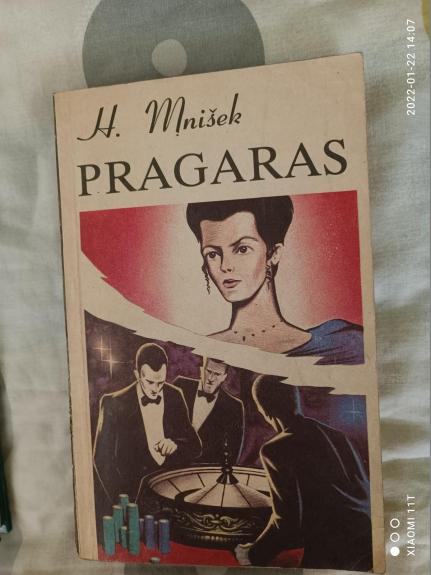 H. Mnišek
PRAGARAS
2022-01-22 14:07
XIAOMI 11T